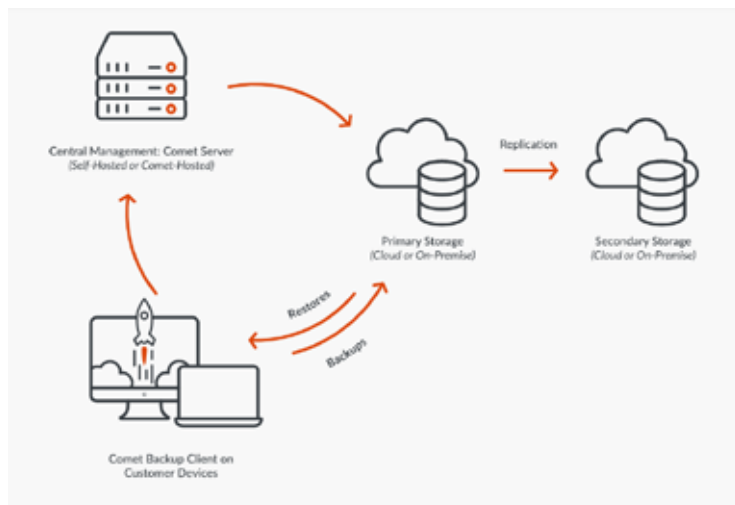 Central Management: Comet Server
(Self-Hosted or Comet-Hosted)
Replication
Primary Storage
(Cloud or On-Premise)
Secondary Storage
(Cloud or On-Premise)
Restores
Backups
Comet Backup Client on
Customer Devices